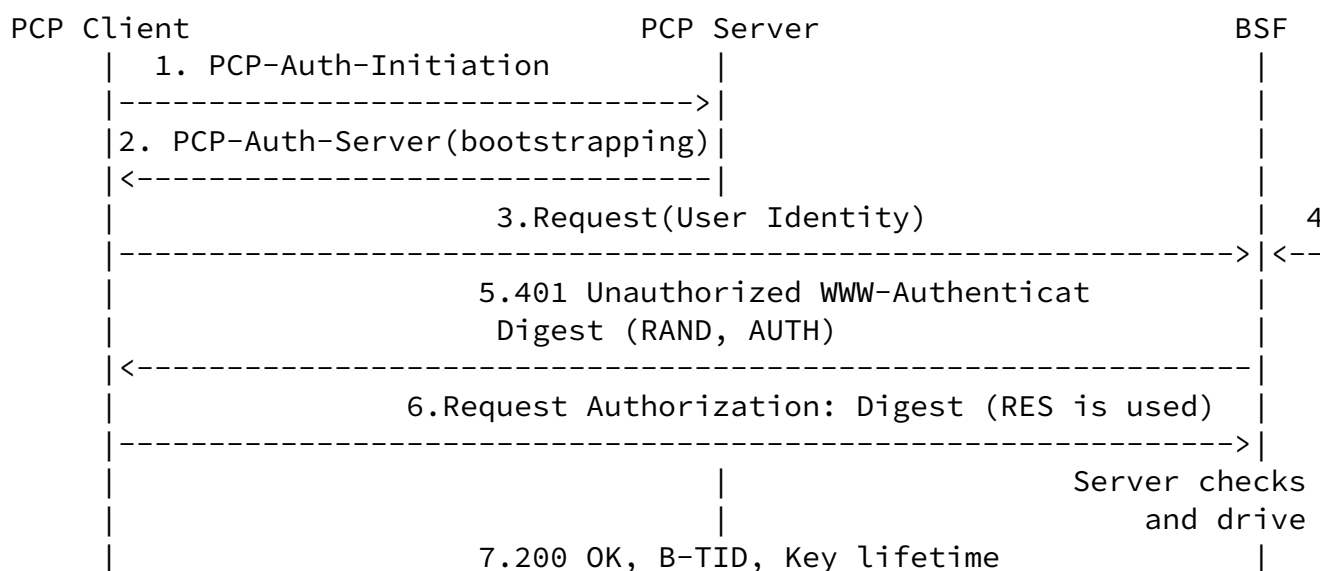 PCP Client                         PCP Server                       BSF
     |  1. PCP-Auth-Initiation         |                             |
     |-------------------------------->|                             |
     |2. PCP-Auth-Server(bootstrapping)|                             |
     |<--------------------------------|                             |
     |                     3.Request(User Identity)                  |  4
     |-------------------------------------------------------------->|<--
     |                    5.401 Unauthorized WWW-Authenticat         |
     |                     Digest (RAND, AUTH)                       |
     |<--------------------------------------------------------------|
     |                6.Request Authorization: Digest (RES is used)  |
     |-------------------------------------------------------------->|
     |                                 |                   Server checks
     |                                 |                       and drive
     |                    7.200 OK, B-TID, Key lifetime              |